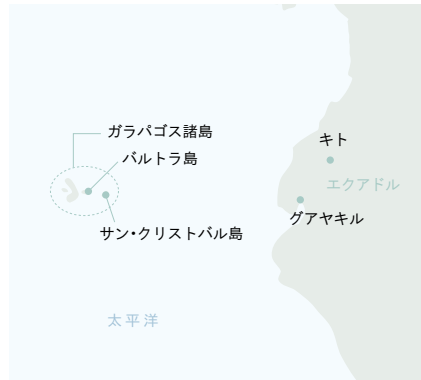 ガラパゴス諸島
バルトラ島
キト
エクアドル
グアヤキル
サン・クリストバル島
太平洋